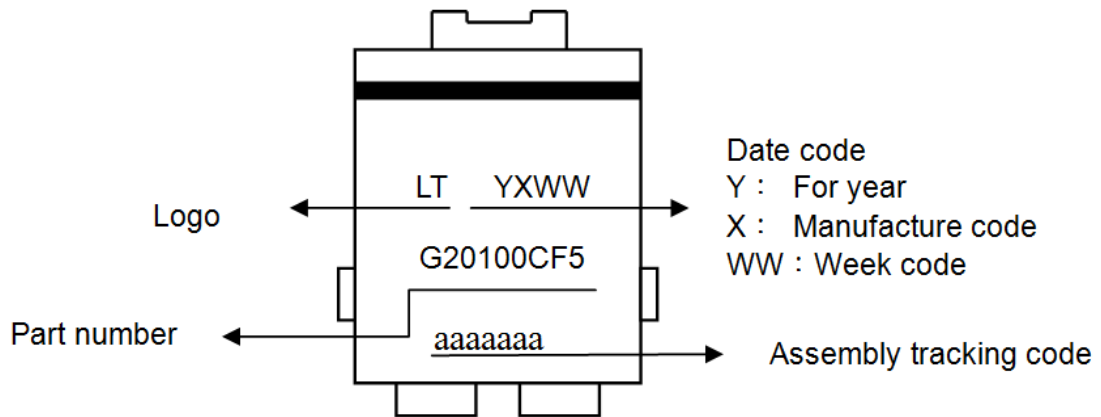 LT YXWW
Logo
Date code
Y： For year
X： Manufacture code
WW：Week code
G20100CF5
Part number
aaaaaaa
Assembly tracking code